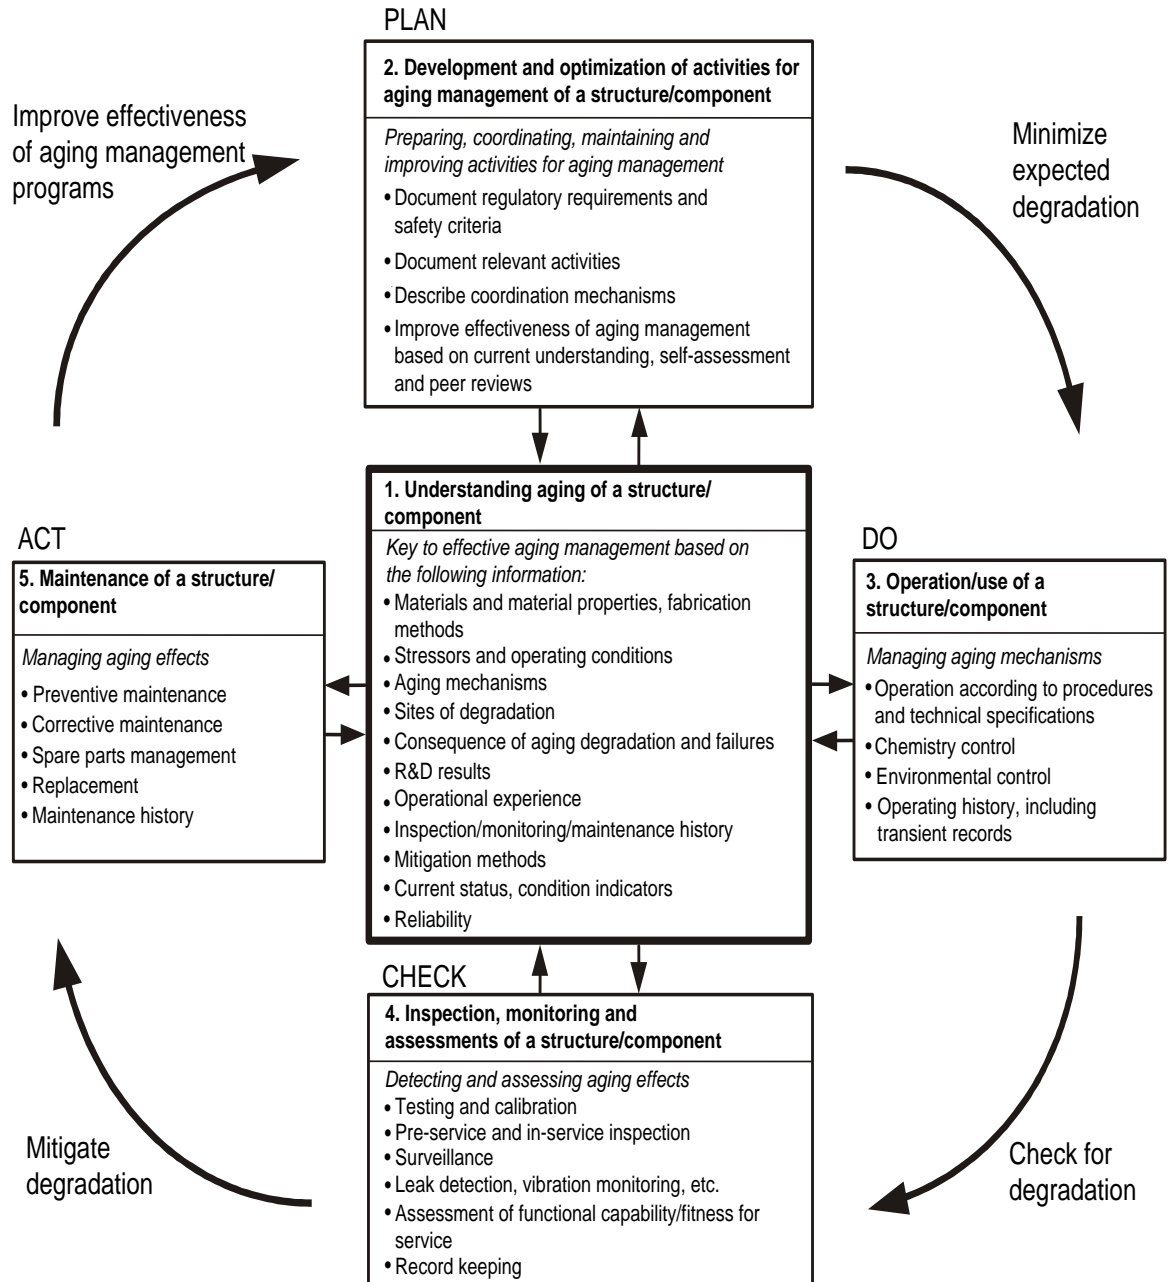 PLAN
2. Development and optimization of activities for
aging management of a structure/component
Preparing, coordinating, maintaining and
improving activities for aging management
• Document regulatory requirements and
safety criteria
• Document relevant activities
• Describe coordination mechanisms
• Improve effectiveness of aging management
based on current understanding, self-assessment
and peer reviews
Improve effectiveness
of aging management
programs
Minimize
expected
degradation
1. Understanding aging of a structure/
component
Key to effective aging management based on
the following information:
• Materials and material properties, fabrication
methods
• Stressors and operating conditions
• Aging mechanisms
• Sites of degradation
• Consequence of aging degradation and failures
• R&D results
• Operational experience
• Inspection/monitoring/maintenance history
• Mitigation methods
• Current status, condition indicators
• Reliability
ACT
5. Maintenance of a structure/
component
Managing aging effects
• Preventive maintenance
• Corrective maintenance
• Spare parts management
• Replacement
• Maintenance history
DO
3. Operation/use of a
structure/component
Managing aging mechanisms
• Operation according to procedures
and technical specifications
• Chemistry control
• Environmental control
• Operating history, including
transient records
CHECK
4. Inspection, monitoring and
assessments of a structure/component
Detecting and assessing aging effects
• Testing and calibration
• Pre-service and in-service inspection
• Surveillance
• Leak detection, vibration monitoring, etc.
• Assessment of functional capability/fitness for
service
• Record keeping
Mitigate
degradation
Check for
degradation